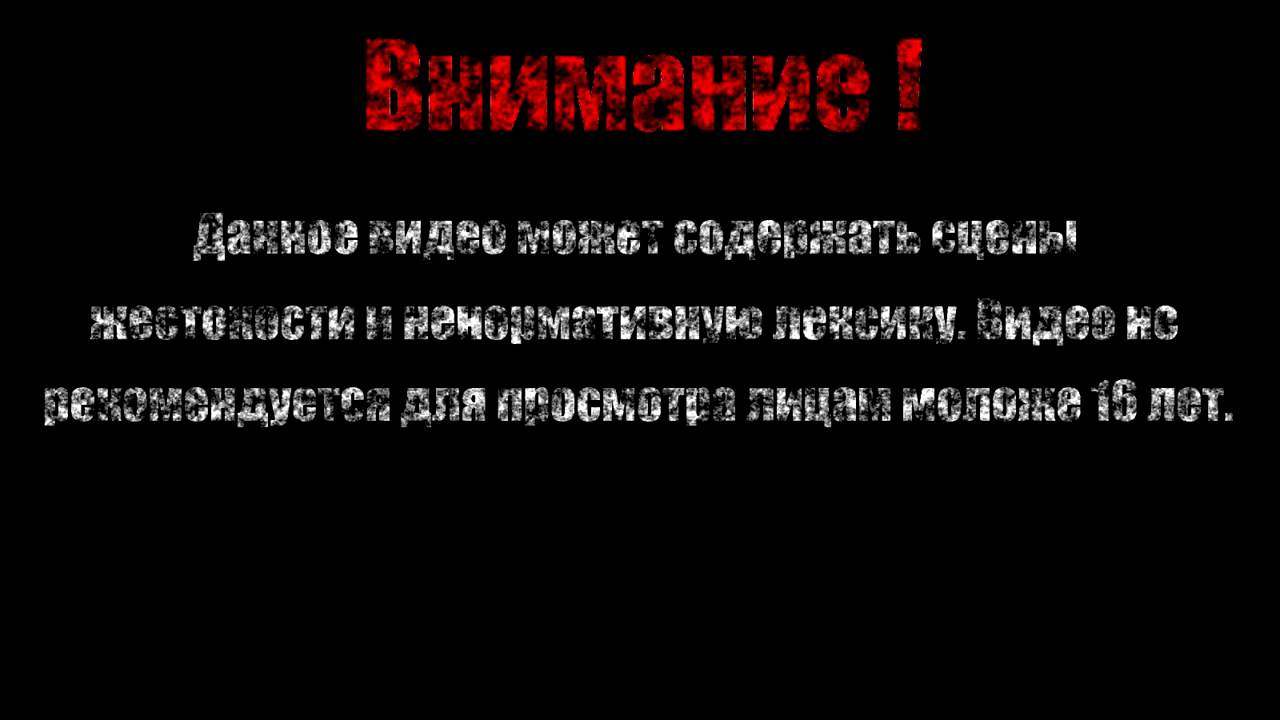 Внимание !
Данное видео может содержать сцены
жестокости и ненормативную лексику. Видео не
рекомендуется для просмотра лицам моложе 16 лет.